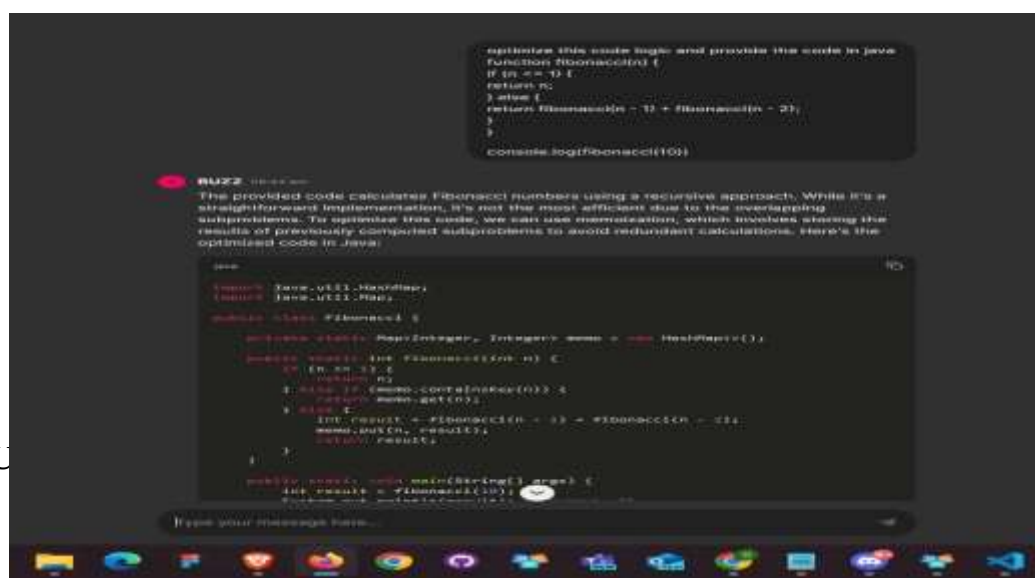 optimize this code logic and provide the code in java
function fibonacci(n) {
if (n <= 1) {
return n;
} else {
return fibonacci(n - 1) + fibonacci(n - 2);
}
}
console.log(fibonacci(10))
BUZZ
The provided code calculates Fibonacci numbers using a recursive approach. While it's a
straightforward implementation, it's not the most efficient due to the overlapping
subproblems. To optimize this code, we can use memoization, which involves storing the
results of previously computed subproblems to avoid redundant calculations. Here's the
optimized code in Java:
java
import java.util.HashMap;
import java.util.Map;
public class Fibonacci {
private static Map<Integer, Integer> memo = new HashMap<>();
public static int fibonacci(int n) {
if (n <= 1) {
return n;
} else if (memo.containsKey(n)) {
return memo.get(n);
} else {
int result = fibonacci(n - 1) + fibonacci(n - 2);
memo.put(n, result);
return result;
}
}
public static void main(String[] args) {
int result = fibonacci(10);
Type your message here...